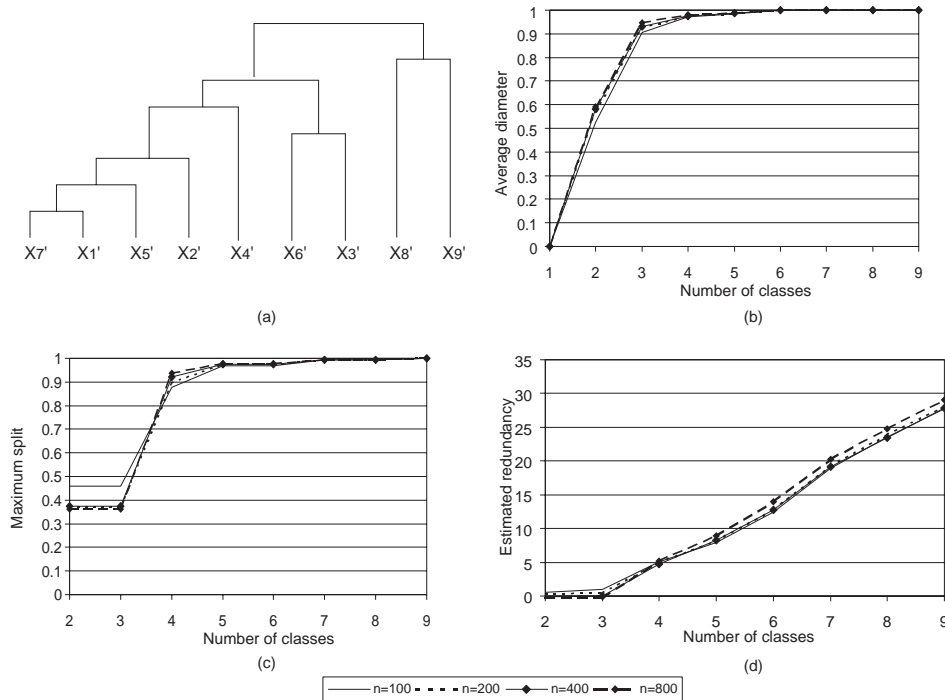 X7' X1' X5' X2' X4' X6' X3' X8' X9'
(a)
Average diameter
1
0.9
0.8
0.7
0.6
0.5
0.4
0.3
0.2
0.1
0
1 2 3 4 5 6 7 8 9
Number of classes
(b)
Maximum split
1
0.9
0.8
0.7
0.6
0.5
0.4
0.3
0.2
0.1
0
2 3 4 5 6 7 8 9
Number of classes
(c)
Estimated redundancy
35
30
25
20
15
10
5
0
2 3 4 5 6 7 8 9
Number of classes
(d)
n=100 n=200 n=400 n=800